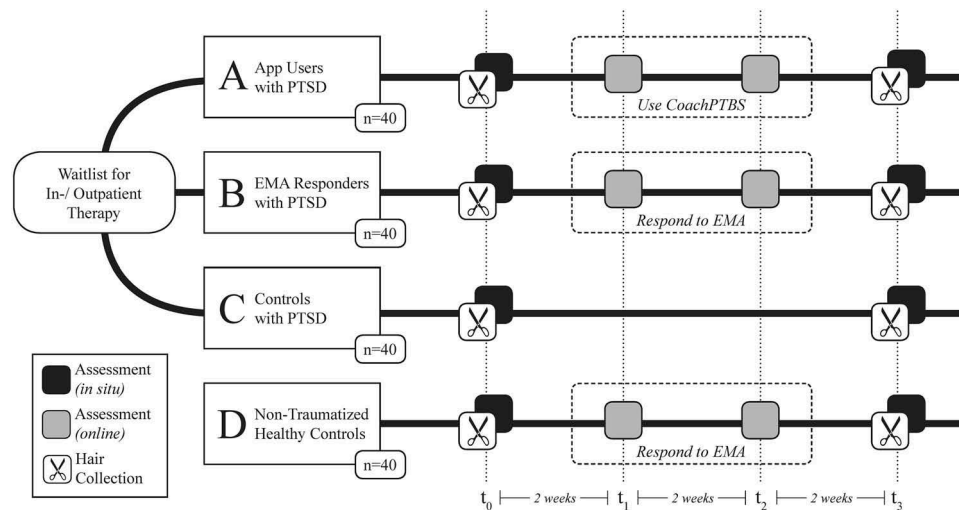 Waitlist for
In-/ Outpatient
Therapy
A
App Users
with PTSD
n=40
Use CoachPTBS
B
EMA Responders
with PTSD
n=40
Respond to EMA
C
Controls
with PTSD
n=40
D
Non-Traumatized
Healthy Controls
n=40
Respond to EMA
Assessment
(in situ)
Assessment
(online)
Hair
Collection
t0 2 weeks t1 2 weeks t2 2 weeks t3